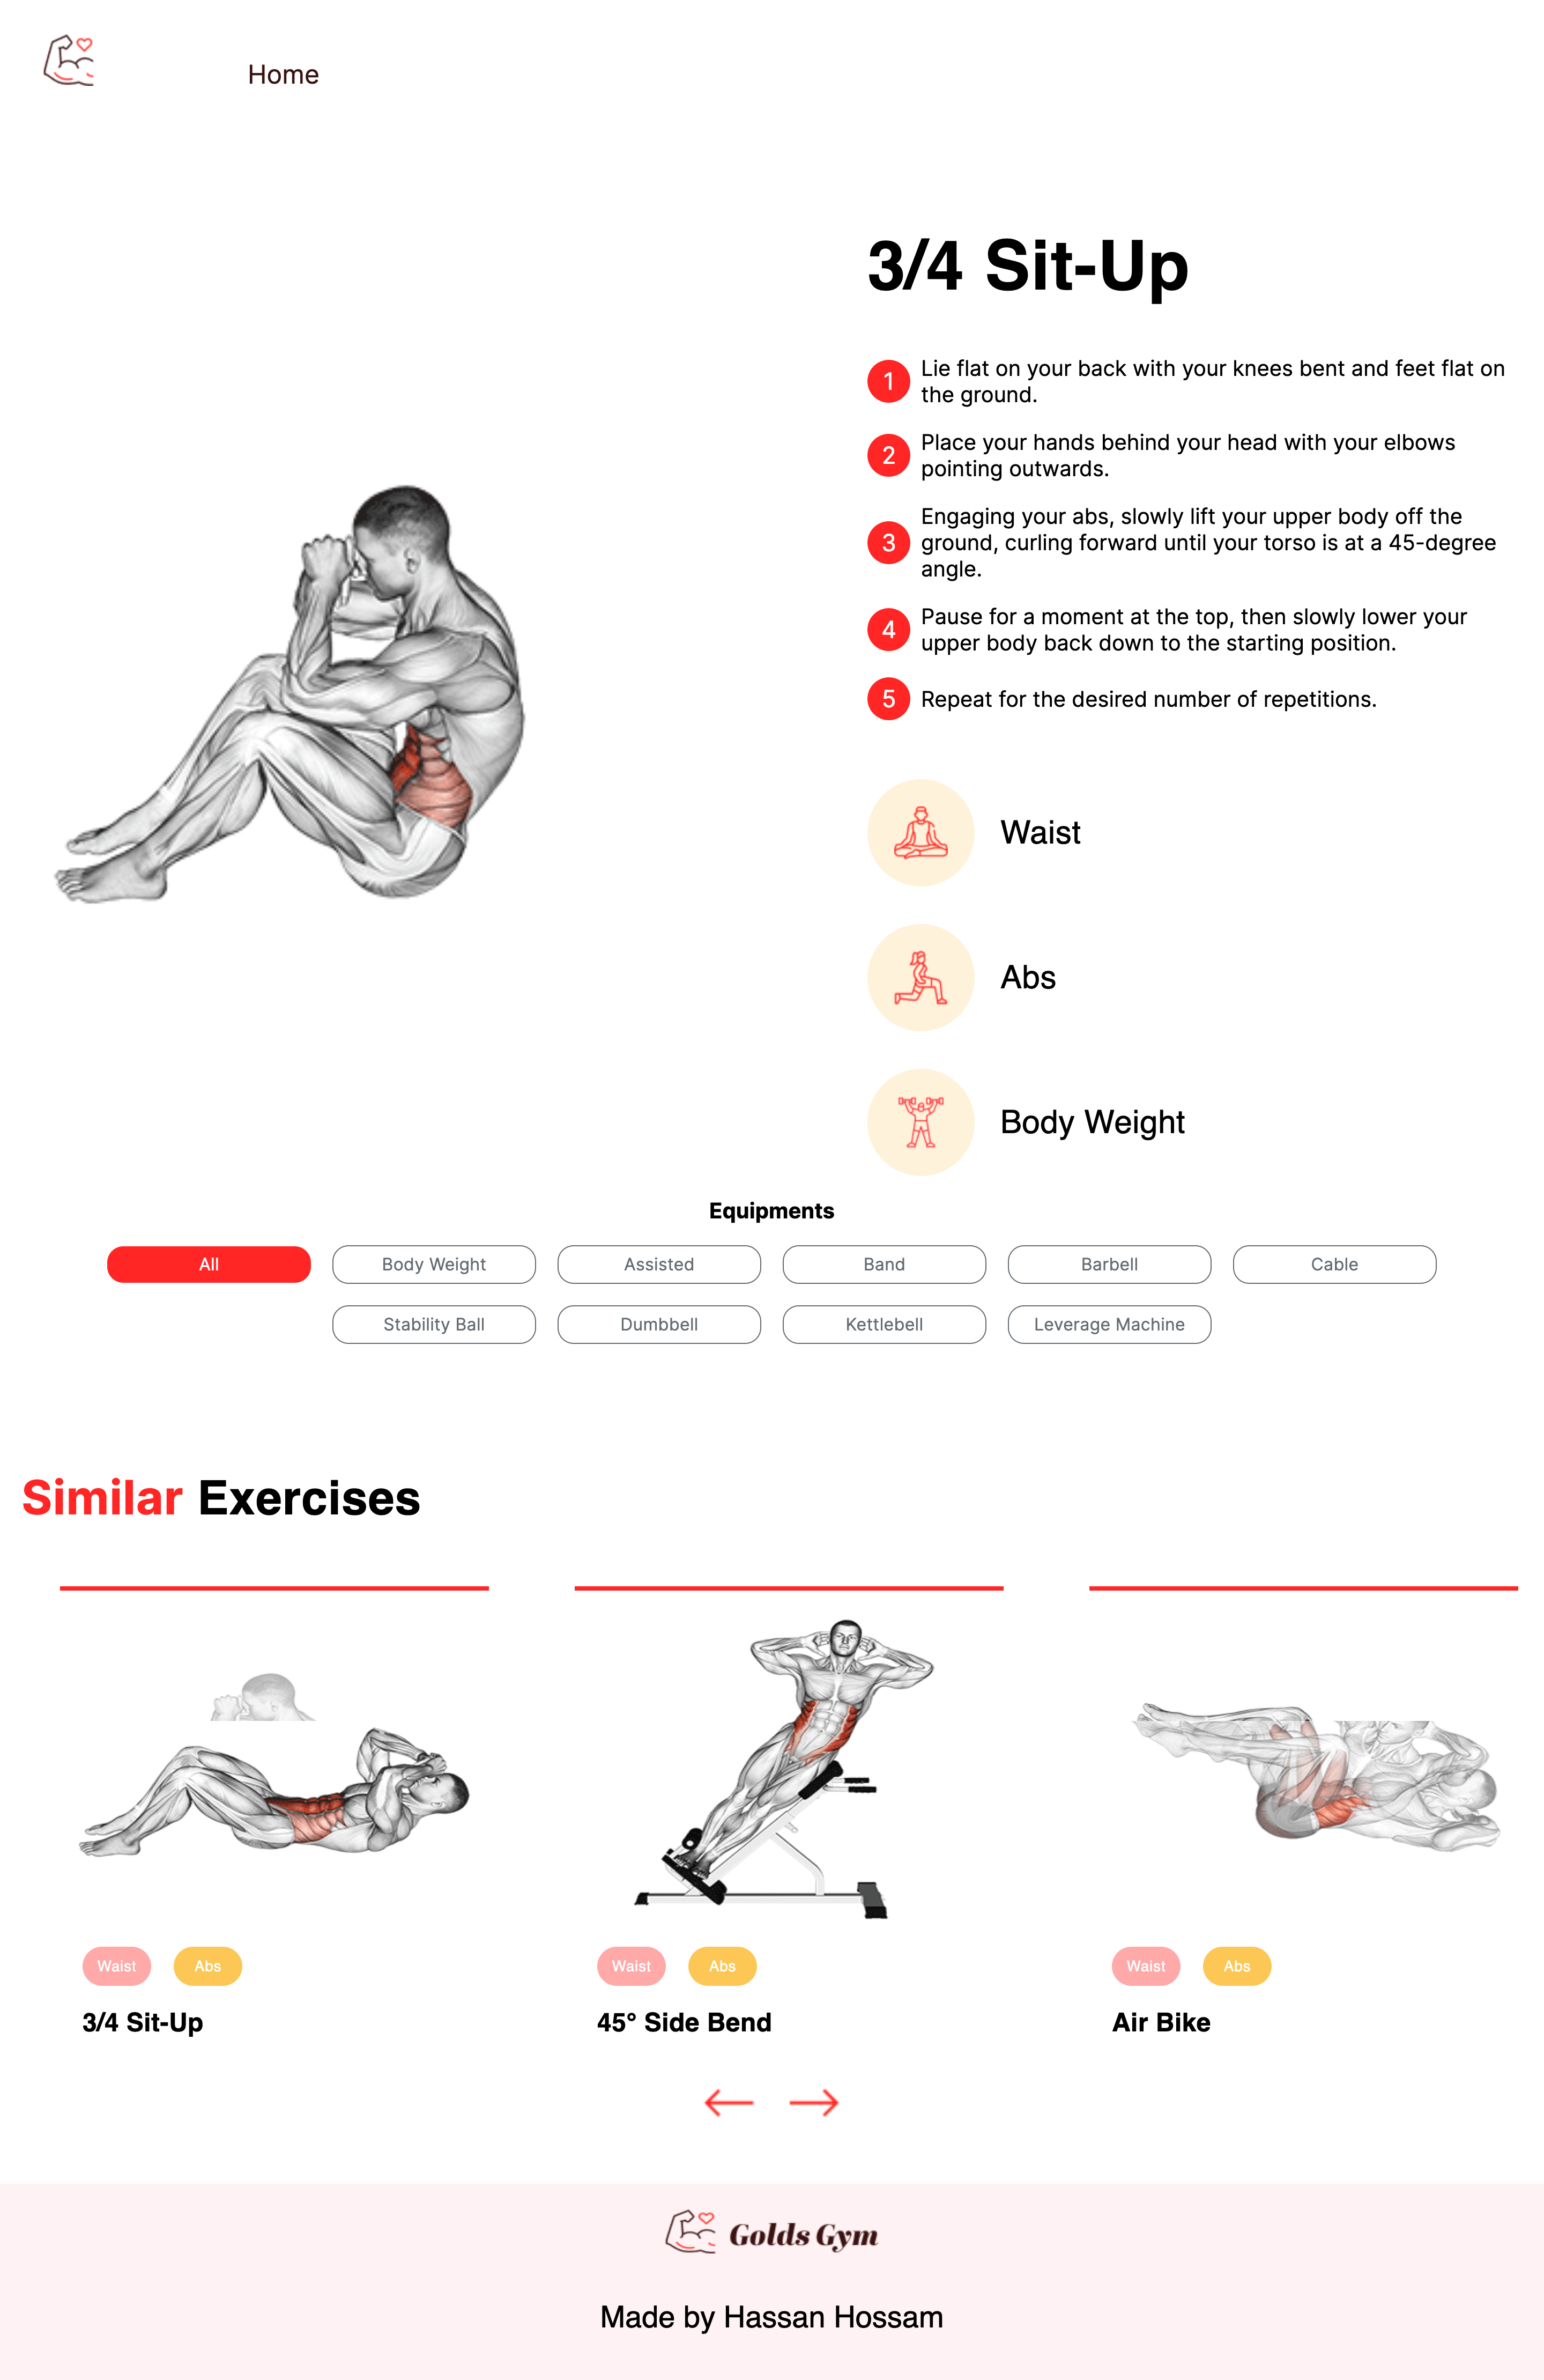 Home
3/4 Sit-Up
1 Lie flat on your back with your knees bent and feet flat on
the ground.
2 Place your hands behind your head with your elbows
pointing outwards.
3 Engaging your abs, slowly lift your upper body off the
ground, curling forward until your torso is at a 45-degree
angle.
4 Pause for a moment at the top, then slowly lower your
upper body back down to the starting position.
5 Repeat for the desired number of repetitions.
Waist
Abs
Body Weight
Equipments
All Body Weight Assisted Band Barbell Cable
Stability Ball Dumbbell Kettlebell Leverage Machine
Similar Exercises
Waist Abs Waist Abs Waist Abs
3/4 Sit-Up 45° Side Bend Air Bike
Golds Gym
Made by Hassan Hossam